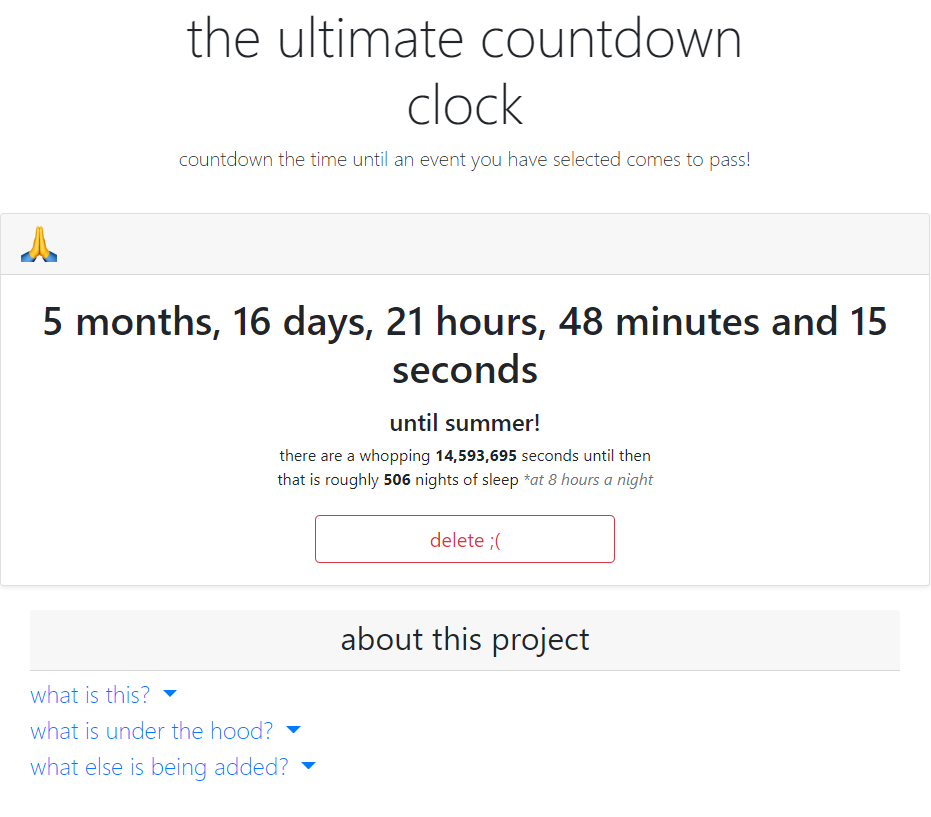 the ultimate countdown
clock
countdown the time until an event you have selected comes to pass!
5 months, 16 days, 21 hours, 48 minutes and 15
seconds
until summer!
there are a whopping 14,593,695 seconds until then
that is roughly 506 nights of sleep *at 8 hours a night
delete ;(
about this project
what is this?
what is under the hood?
what else is being added?